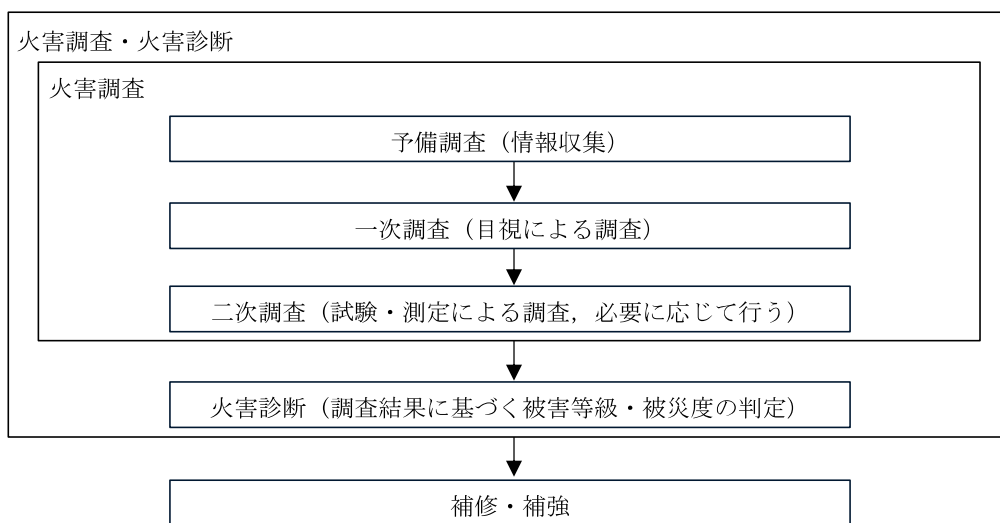 火害調査・火害診断
火害調査
予備調査（情報収集）
一次調査（目視による調査）
二次調査（試験・測定による調査，必要に応じて行う）
火害診断（調査結果に基づく被害等級・被災度の判定）
補修・補強